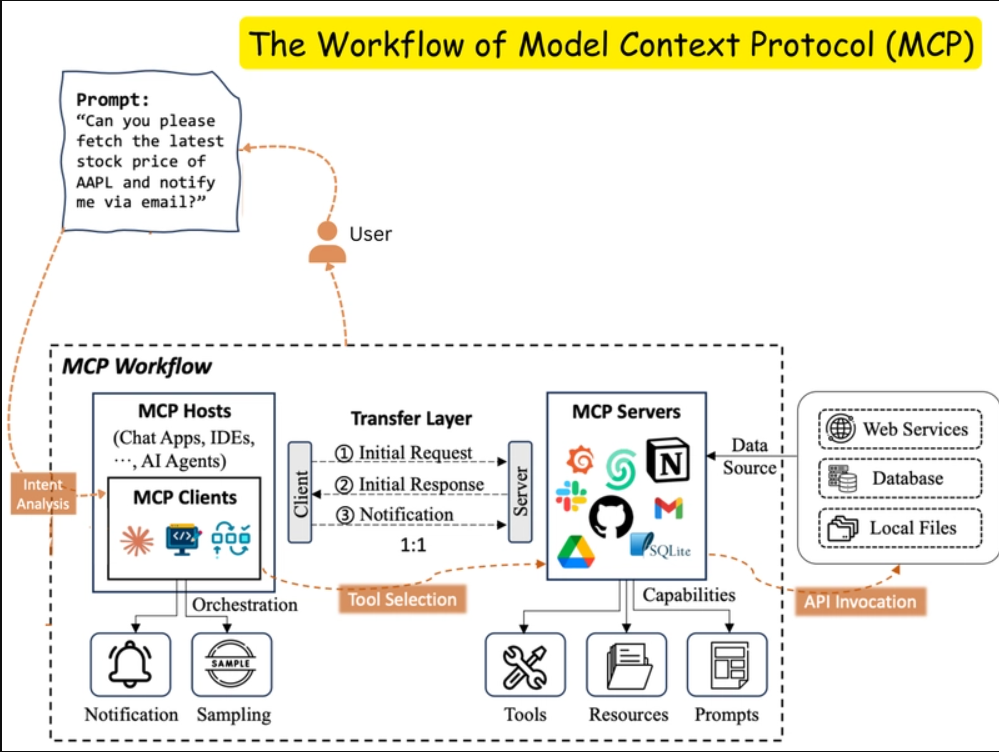 The Workflow of Model Context Protocol (MCP)
Prompt:
“Can you please
fetch the latest
stock price of
AAPL and notify
me via email?”
User
MCP Workflow
MCP Hosts
(Chat Apps, IDEs,
···, AI Agents)
MCP Clients
Intent
Analysis
Transfer Layer
Client
① Initial Request
② Initial Response
③ Notification
1:1
Server
MCP Servers
N
SQLite
Data
Source
Web Services
Database
Local Files
Orchestration
Tool Selection
Capabilities
API Invocation
SAMPLE
Notification
Sampling
Tools
Resources
Prompts